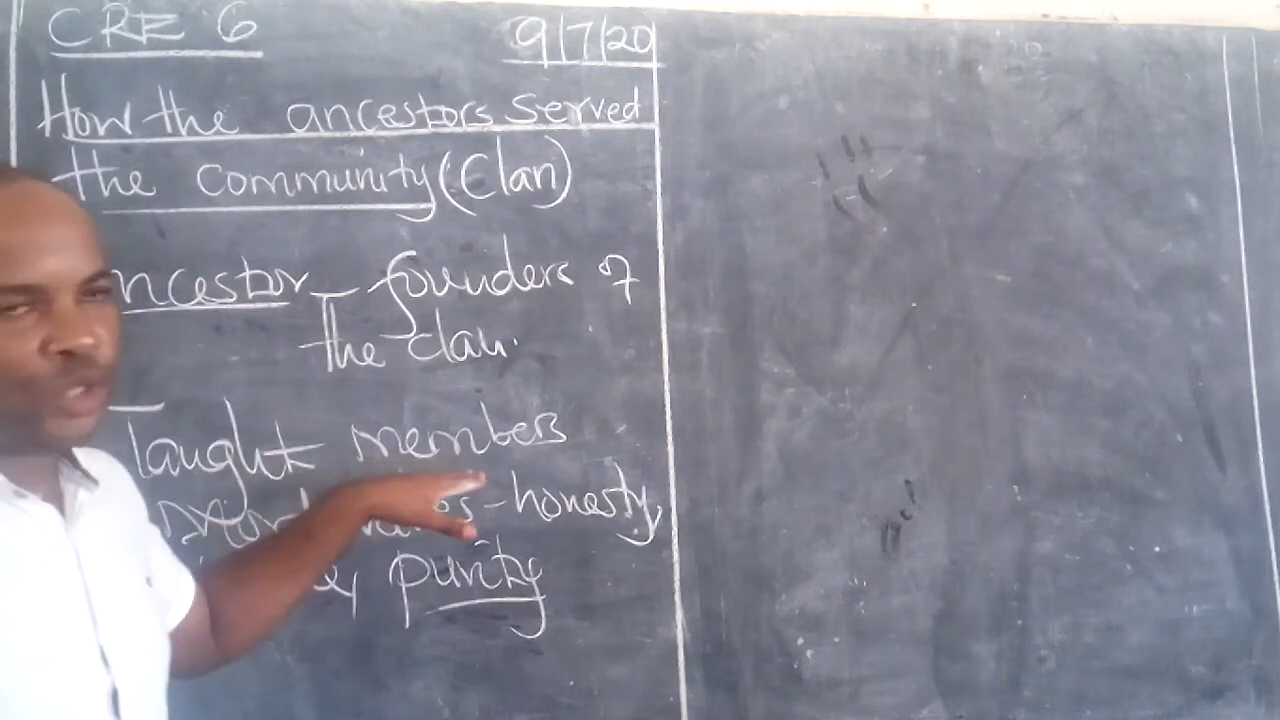 CRE 6 9/7/20
How the ancestors served
the community (Clan)
ncestor - founders of
the clan.
Taught members
- honesty,
purity